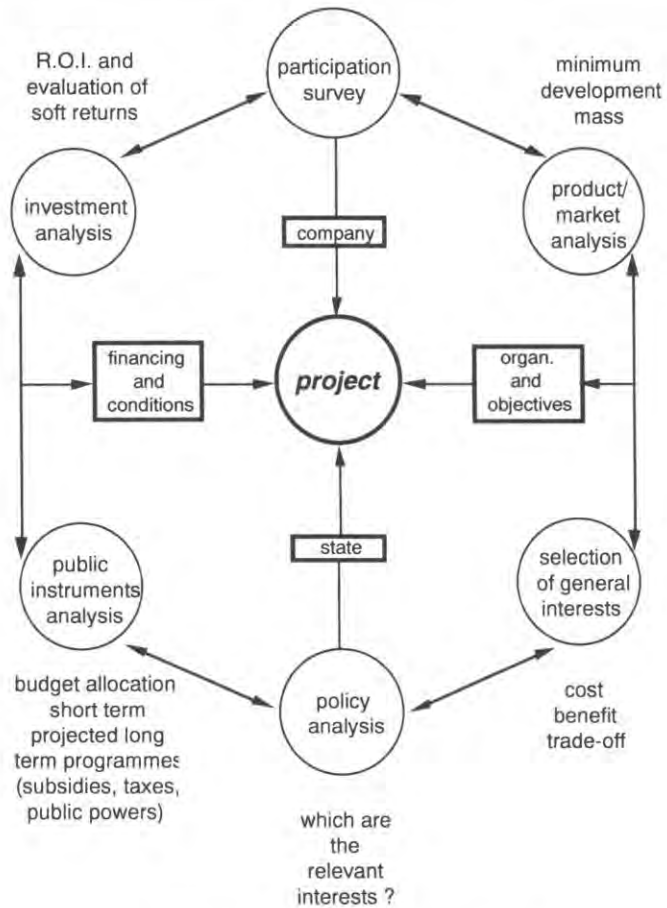 R.O.I. and
evaluation of
soft returns
participation
survey
minimum
development
mass
investment
analysis
product/
market
analysis
company
financing
and
conditions
project
organ.
and
objectives
state
public
instruments
analysis
selection
of general
interests
policy
analysis
budget allocation
short term
projected long
term programmes
(subsidies, taxes,
public powers)
cost
benefit
trade-off
which are
the
relevant
interests ?